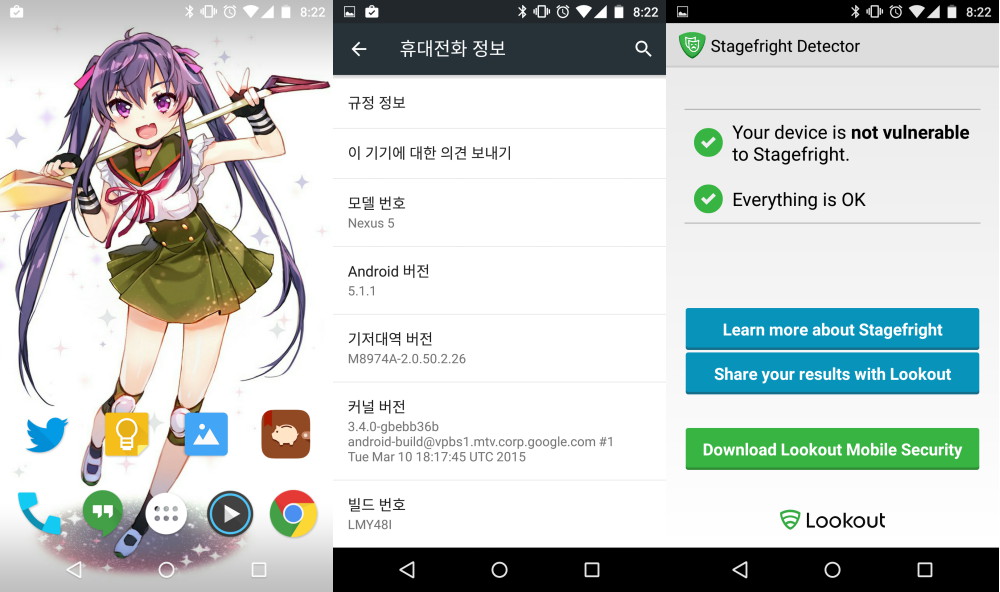 8:22
8:22
휴대전화 정보
규정 정보
이 기기에 대한 의견 보내기
모델 번호
Nexus 5
Android 버전
5.1.1
기저대역 버전
M8974A-2.0.50.2.26
커널 버전
3.4.0-gbebb36b
android-build@vpbs1.mtv.corp.google.com #1
Tue Mar 10 18:17:45 UTC 2015
빌드 번호
LMY48I
8:22
Stagefright Detector
Your device is not vulnerable
to Stagefright.
Everything is OK
Learn more about Stagefright
Share your results with Lookout
Download Lookout Mobile Security
Lookout